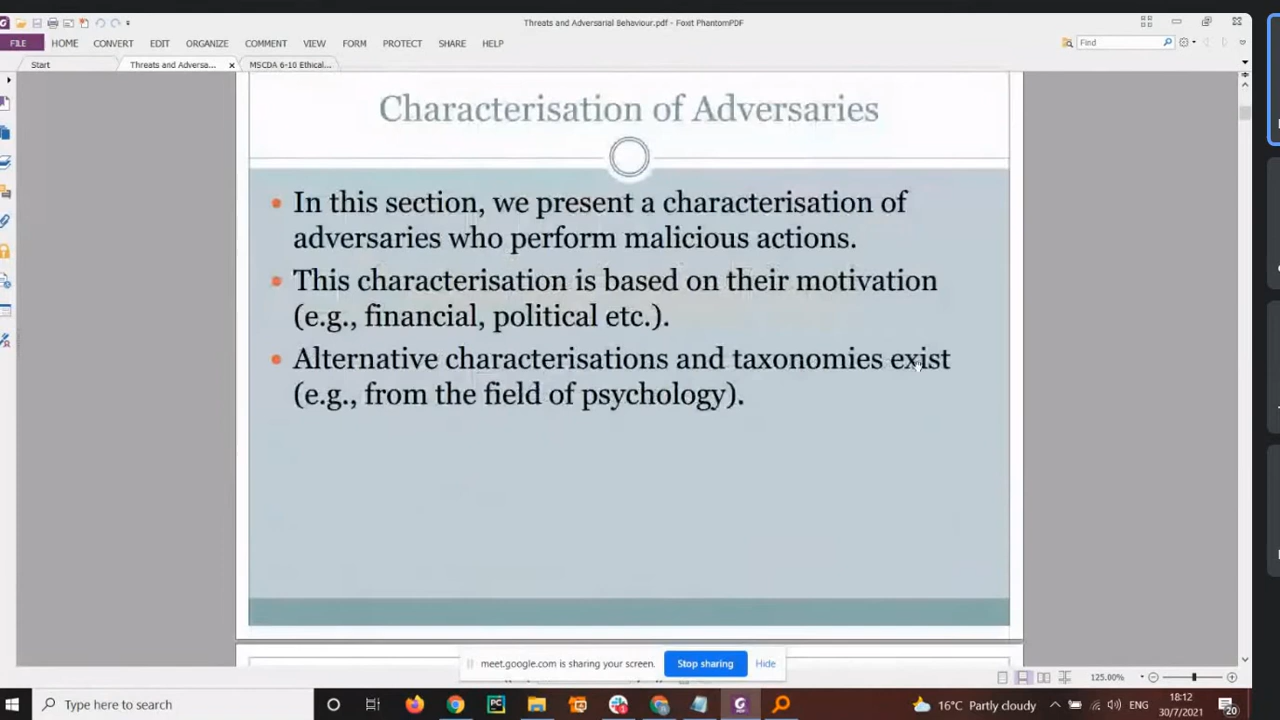 Threats and Adversarial Behaviour.pdf - Foxit PhantomPDF
FILE HOME CONVERT EDIT ORGANIZE COMMENT VIEW FORM PROTECT SHARE HELP Find
Start Threats and Adversa... x MSCDA 6-10 Ethical...
Characterisation of Adversaries
• In this section, we present a characterisation of
adversaries who perform malicious actions.
• This characterisation is based on their motivation
(e.g., financial, political etc.).
• Alternative characterisations and taxonomies exist
(e.g., from the field of psychology).
meet.google.com is sharing your screen. Stop sharing Hide
125.00%
Type here to search
PC
16°C Partly cloudy ENG
18:12
30/7/2021
20